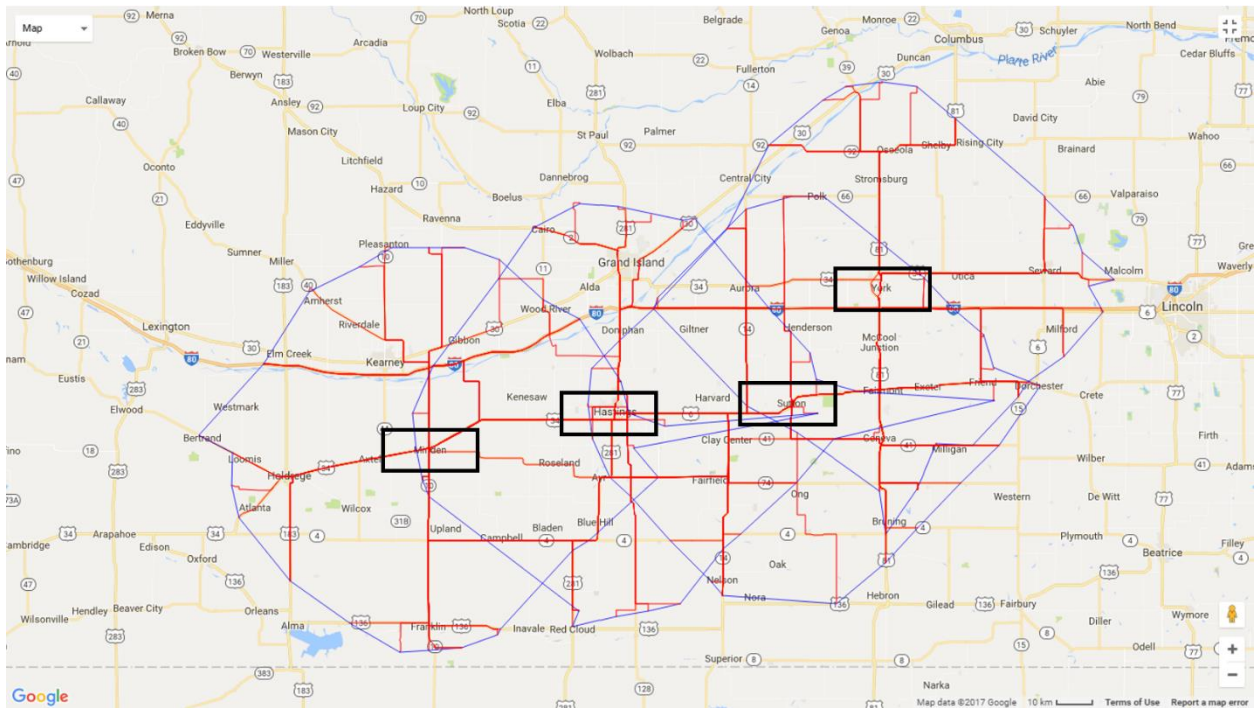 Map
Merna
North Loup
Scotia
Belgrade
Genoa
Monroe
Columbus
Schuyler
North Bend
Broken Bow
Westerville
Arcadia
Wolbach
Fullerton
Duncan
Platte River
Cedar Bluffs
Berwyn
Callaway
Ansley
Loup City
Elba
Abie
Mason City
St Paul
Palmer
David City
Wahoo
Oconto
Litchfield
Osceola
Shelby
Rising City
Brainard
Dannebrog
Central City
Stromsburg
Hazard
Boelus
Polk
Valparaiso
Eddyville
Ravenna
Cairo
Pleasanton
Sumner
Miller
Grand Island
Gothenburg
Willow Island
Cozad
Amherst
Alda
Aurora
York
Utica
Seward
Malcolm
Waverly
Lexington
Riverdale
Wood River
Doniphan
Giltner
Henderson
McCool
Junction
Milford
Lincoln
Elm Creek
Kearney
Gibbon
Eustis
Elwood
Westmark
Kenesaw
Hastings
Harvard
Sutton
Fairmont
Exeter
Friend
Dorchester
Crete
Bertrand
Loomis
Holdrege
Axtell
Minden
Roseland
Ayr
Clay Center
Geneva
Milligan
Firth
Wilber
Adams
Fairfield
Ong
Western
De Witt
Atlanta
Wilcox
Upland
Campbell
Bladen
Blue Hill
Bruning
Plymouth
Beatrice
Filley
Arapahoe
Cambridge
Edison
Oxford
Nelson
Oak
Nora
Hebron
Gilead
Fairbury
Wymore
Wilsonville
Hendley
Beaver City
Orleans
Alma
Franklin
Inavale
Red Cloud
Superior
Diller
Odell
Narka
Google
Map data ©2017 Google
10 km
Terms of Use
Report a map error